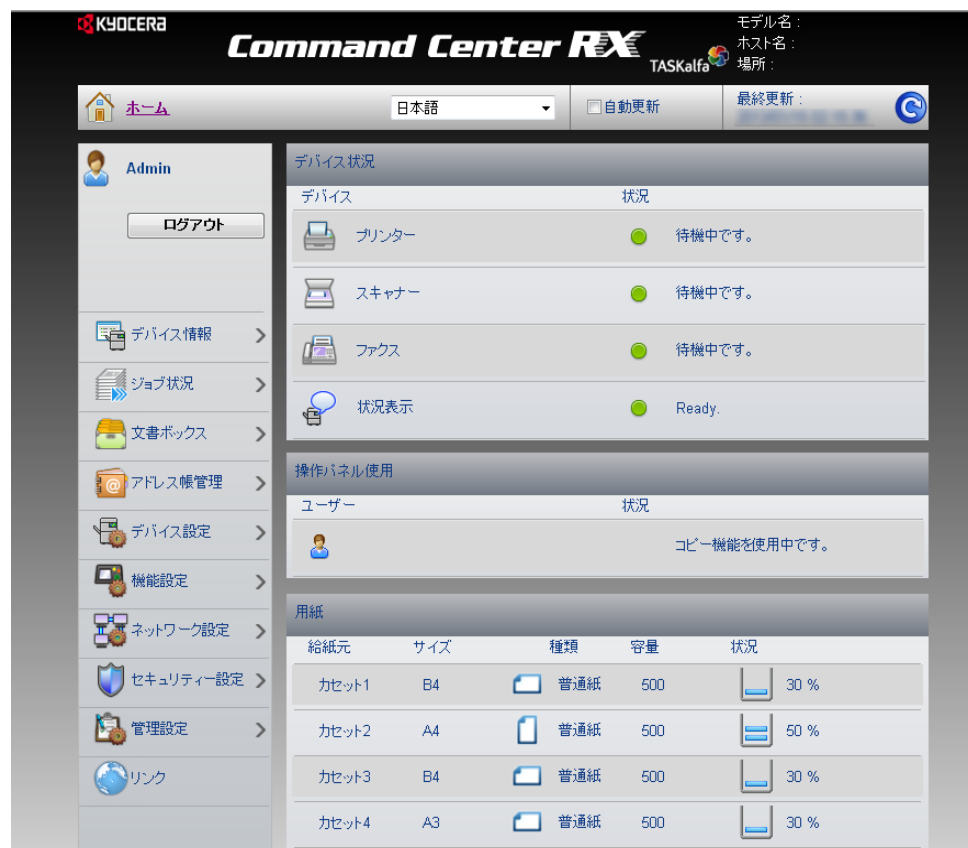 KYOCERA
Command Center RX
TASKalfa
モデル名 :
ホスト名 :
場所 :
ホーム
日本語
自動更新
最終更新 :
Admin
ログアウト
デバイス情報
ジョブ状況
文書ボックス
アドレス帳管理
デバイス設定
機能設定
ネットワーク設定
セキュリティー設定
管理設定
リンク
デバイス状況
デバイス 状況
プリンター 待機中です。
スキャナー 待機中です。
ファクス 待機中です。
状況表示 Ready.
操作パネル使用
ユーザー 状況
コピー機能を使用中です。
用紙
給紙元 サイズ 種類 容量 状況
カセット1 B4 普通紙 500 30 %
カセット2 A4 普通紙 500 50 %
カセット3 B4 普通紙 500 30 %
カセット4 A3 普通紙 500 30 %